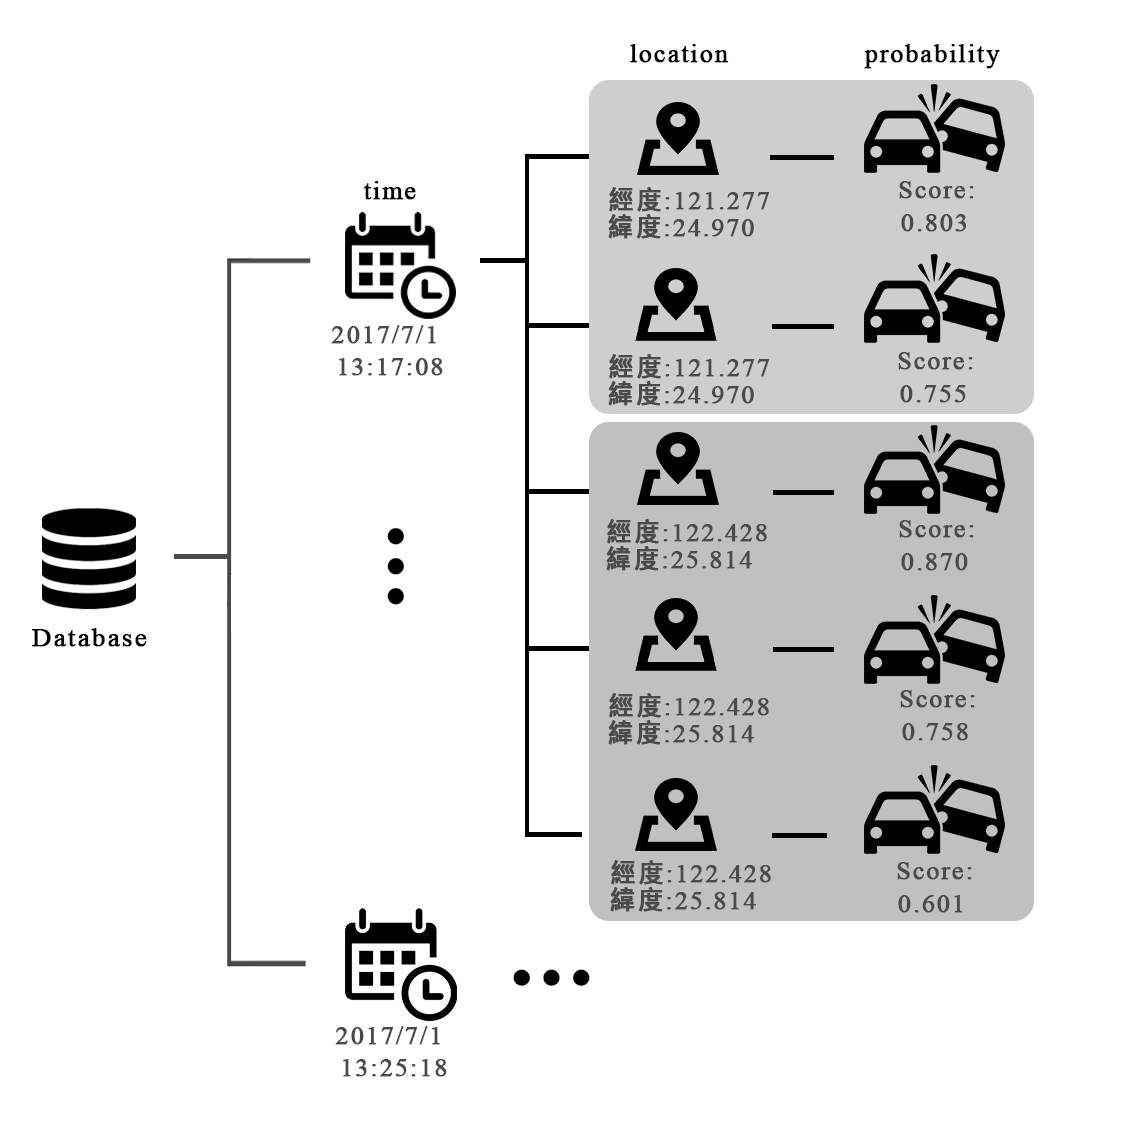 location
probability
time
Database
2017/7/1
13:17:08
經度:121.277
緯度:24.970
Score:
0.803
經度:121.277
緯度:24.970
Score:
0.755
經度:122.428
緯度:25.814
Score:
0.870
經度:122.428
緯度:25.814
Score:
0.758
經度:122.428
緯度:25.814
Score:
0.601
2017/7/1
13:25:18